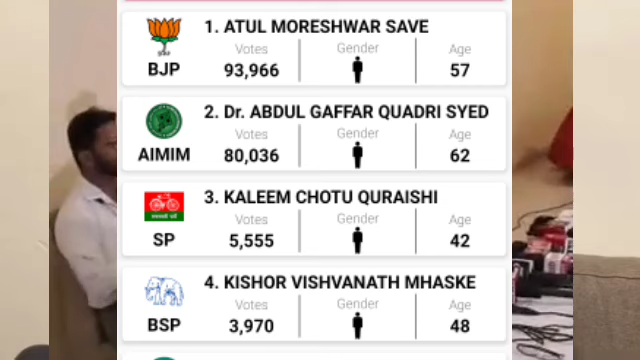 1. ATUL MORESHWAR SAVE
Votes Gender Age
BJP 93,966 57
2. Dr. ABDUL GAFFAR QUADRI SYED
Votes Gender Age
AIMIM 80,036 62
3. KALEEM CHOTU QURAISHI
Votes Gender Age
SP 5,555 42
4. KISHOR VISHVANATH MHASKE
Votes Gender Age
BSP 3,970 48